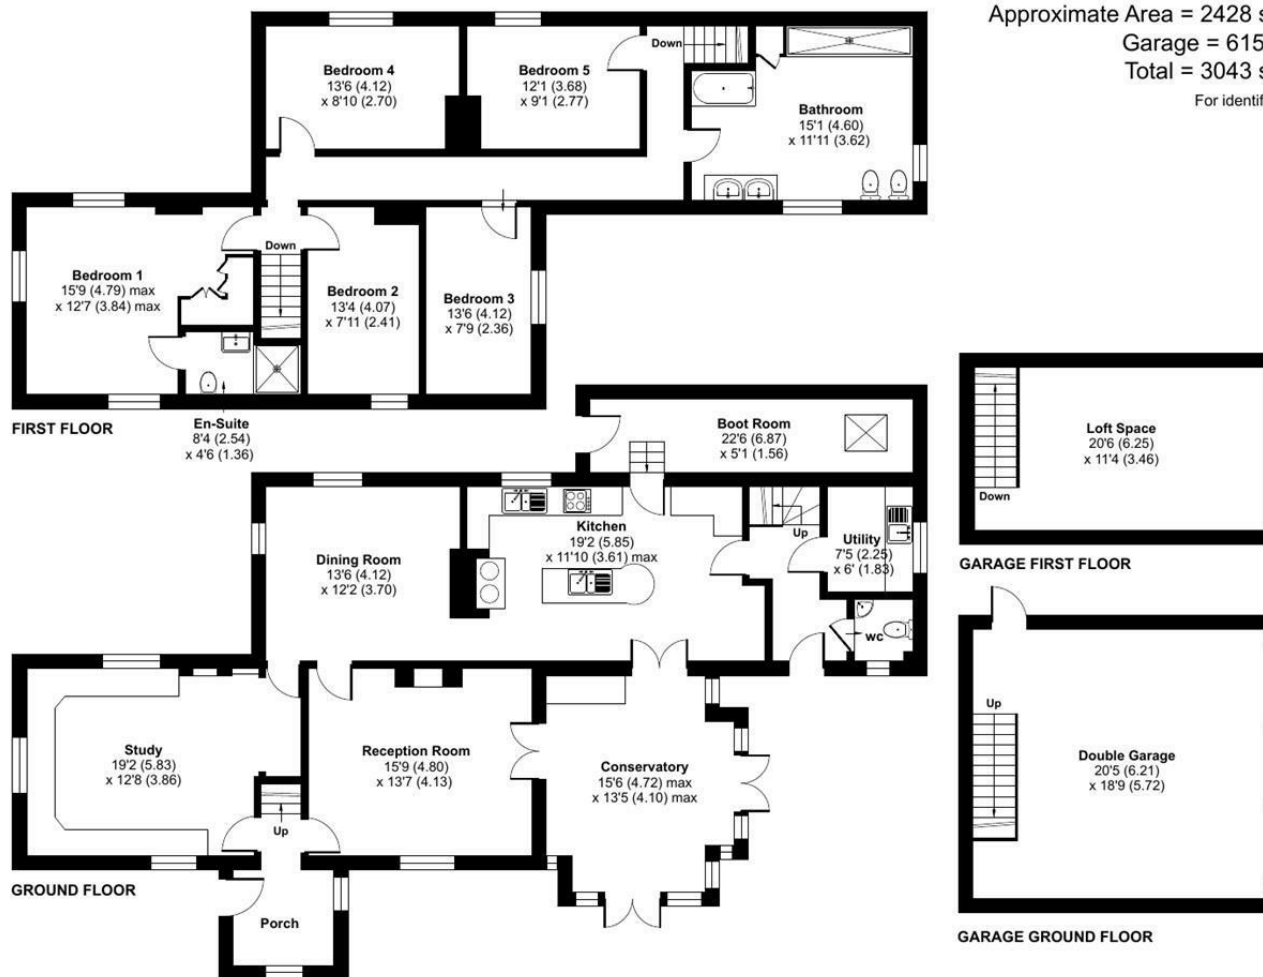 Approximate Area = 2428 s
Garage = 615
Total = 3043 s
For identif
Bedroom 4
13'6 (4.12)
x 8'10 (2.70)
Bedroom 5
12'1 (3.68)
x 9'1 (2.77)
Down
Bathroom
15'1 (4.60)
x 11'11 (3.62)
Bedroom 1
15'9 (4.79) max
x 12'7 (3.84) max
Down
Bedroom 2
13'4 (4.07)
x 7'11 (2.41)
Bedroom 3
13'6 (4.12)
x 7'9 (2.36)
FIRST FLOOR
En-Suite
8'4 (2.54)
x 4'6 (1.36)
Boot Room
22'6 (6.87)
x 5'1 (1.56)
Loft Space
20'6 (6.25)
x 11'4 (3.46)
Down
GARAGE FIRST FLOOR
Dining Room
13'6 (4.12)
x 12'2 (3.70)
Kitchen
19'2 (5.85)
x 11'10 (3.61) max
Up
Utility
7'5 (2.25)
x 6' (1.83)
wc
Study
19'2 (5.83)
x 12'8 (3.86)
Reception Room
15'9 (4.80)
x 13'7 (4.13)
Conservatory
15'6 (4.72) max
x 13'5 (4.10) max
Up
Up
Double Garage
20'5 (6.21)
x 18'9 (5.72)
GROUND FLOOR
Porch
GARAGE GROUND FLOOR